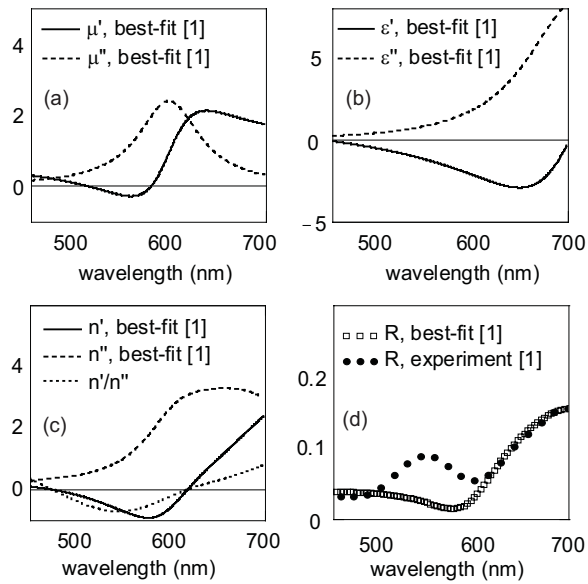 μ', best-fit [1]
μ", best-fit [1]
(a)
4
2
0
500
600
700
wavelength (nm)
ε', best-fit [1]
ε'', best-fit [1]
(b)
5
0
−5
500
600
700
wavelength (nm)
n', best-fit [1]
n", best-fit [1]
n'/n"
(c)
4
2
0
500
600
700
wavelength (nm)
R, best-fit [1]
R, experiment [1]
(d)
0.2
0.1
0
500
600
700
wavelength (nm)